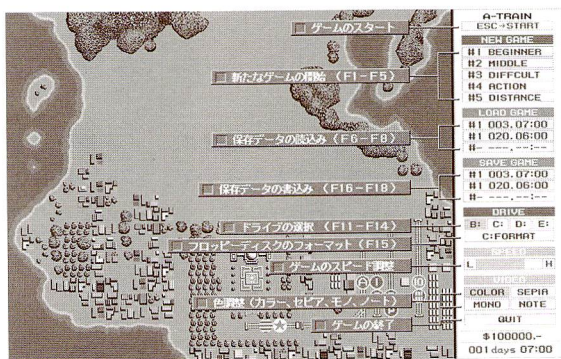 ゲームのスタート
新たなゲームの開始 (F1-F5)
保存データの読込み (F6-F8)
保存データの書込み (F16-F18)
ドライブの選択 (F11-F14)
フロッピーディスクのフォーマット (F15)
ゲームのスピード調整
色調整 (カラー、セピア、モノ、ノート)
ゲームの終了
A-TRAIN
ESC→START
NEW GAME
#1 BEGINNER
#2 MIDDLE
#3 DIFFCULT
#4 ACTION
#5 DISTANCE
LOAD GAME
#1 003.07:00
#1 020.06:00
#- ---.--:--
SAVE GAME
#1 003.07:00
#1 020.06:00
#- ---.--:--
DRIVE
B: C: D: E:
C:FORMAT
SPEED
L H
VIDEO
COLOR SEPIA
MONO NOTE
QUIT
$100000.-
001days 07:00